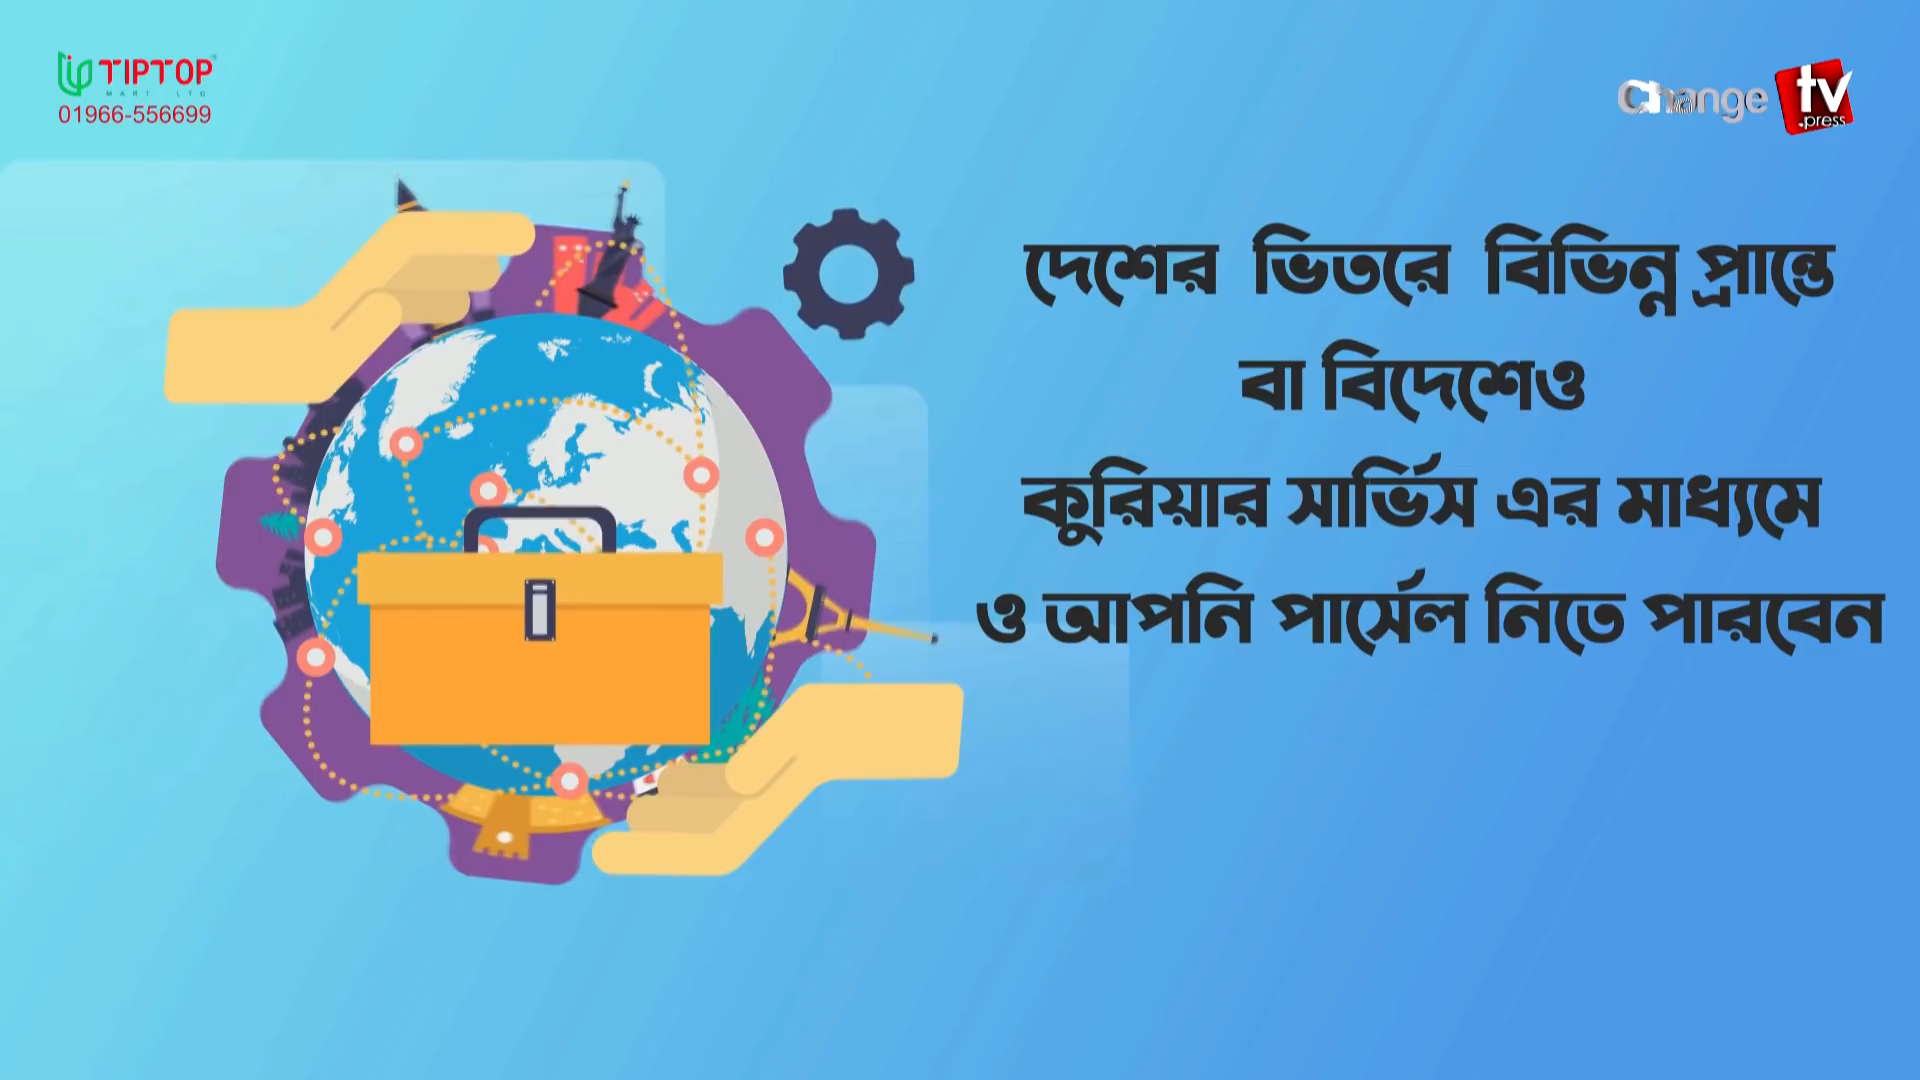 TIPTOP
MART LTD
01966-556699
Change tv
.press
দেশের ভিতরে বিভিন্ন প্রান্তে
বা বিদেশেও
কুরিয়ার সার্ভিস এর মাধ্যমে
ও আপনি পার্সেল নিতে পারবেন